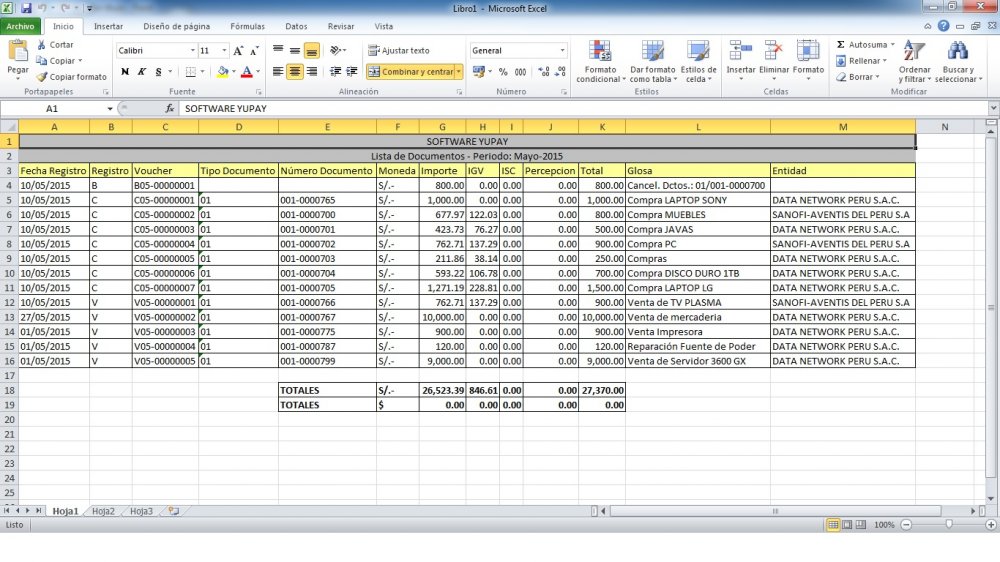 Libro1 - Microsoft Excel
Archivo Inicio Insertar Diseño de página Fórmulas Datos Revisar Vista
Pegar
Cortar
Copiar
Copiar formato
Portapapeles
Calibri 11
N K S
Fuente
Ajustar texto
Combinar y centrar
Alineación
General
% 000
Número
Formato condicional
Dar formato como tabla
Estilos de celda
Estilos
Insertar Eliminar Formato
Celdas
Autosuma
Rellenar
Borrar
Ordenar y filtrar
Buscar y seleccionar
Modificar
A1 fx SOFTWARE YUPAY
A B C D E F G H I J K L M N
1 SOFTWARE YUPAY
2 Lista de Documentos - Periodo: Mayo-2015
3 Fecha Registro Registro Voucher Tipo Documento Número Documento Moneda Importe IGV ISC Percepcion Total Glosa Entidad
4 10/05/2015 B B05-00000001 S/.- 800.00 0.00 0.00 0.00 800.00 Cancel. Dctos.: 01/001-0000700
5 10/05/2015 C C05-00000001 01 001-0000765 S/.- 1,000.00 0.00 0.00 0.00 1,000.00 Compra LAPTOP SONY DATA NETWORK PERU S.A.C.
6 10/05/2015 C C05-00000002 01 001-0000700 S/.- 677.97 122.03 0.00 0.00 800.00 Compra MUEBLES SANOFI-AVENTIS DEL PERU S.A
7 10/05/2015 C C05-00000003 01 001-0000701 S/.- 423.73 76.27 0.00 0.00 500.00 Compra JAVAS DATA NETWORK PERU S.A.C.
8 10/05/2015 C C05-00000004 01 001-0000702 S/.- 762.71 137.29 0.00 0.00 900.00 Compra PC SANOFI-AVENTIS DEL PERU S.A
9 10/05/2015 C C05-00000005 01 001-0000703 S/.- 211.86 38.14 0.00 0.00 250.00 Compras DATA NETWORK PERU S.A.C.
10 10/05/2015 C C05-00000006 01 001-0000704 S/.- 593.22 106.78 0.00 0.00 700.00 Compra DISCO DURO 1TB DATA NETWORK PERU S.A.C.
11 10/05/2015 C C05-00000007 01 001-0000705 S/.- 1,271.19 228.81 0.00 0.00 1,500.00 Compra LAPTOP LG DATA NETWORK PERU S.A.C.
12 10/05/2015 V V05-00000001 01 001-0000766 S/.- 762.71 137.29 0.00 0.00 900.00 Venta de TV PLASMA SANOFI-AVENTIS DEL PERU S.A
13 27/05/2015 V V05-00000002 01 001-0000767 S/.- 10,000.00 0.00 0.00 0.00 10,000.00 Venta de mercaderia DATA NETWORK PERU S.A.C.
14 01/05/2015 V V05-00000003 01 001-0000775 S/.- 900.00 0.00 0.00 0.00 900.00 Venta Impresora DATA NETWORK PERU S.A.C.
15 01/05/2015 V V05-00000004 01 001-0000787 S/.- 120.00 0.00 0.00 0.00 120.00 Reparación Fuente de Poder DATA NETWORK PERU S.A.C.
16 01/05/2015 V V05-00000005 01 001-0000799 S/.- 9,000.00 0.00 0.00 0.00 9,000.00 Venta de Servidor 3600 GX DATA NETWORK PERU S.A.C.
17
18 TOTALES S/.- 26,523.39 846.61 0.00 0.00 27,370.00
19 TOTALES $ 0.00 0.00 0.00 0.00 0.00
20
21
22
23
24
25
Hoja1 Hoja2 Hoja3
Listo 100%